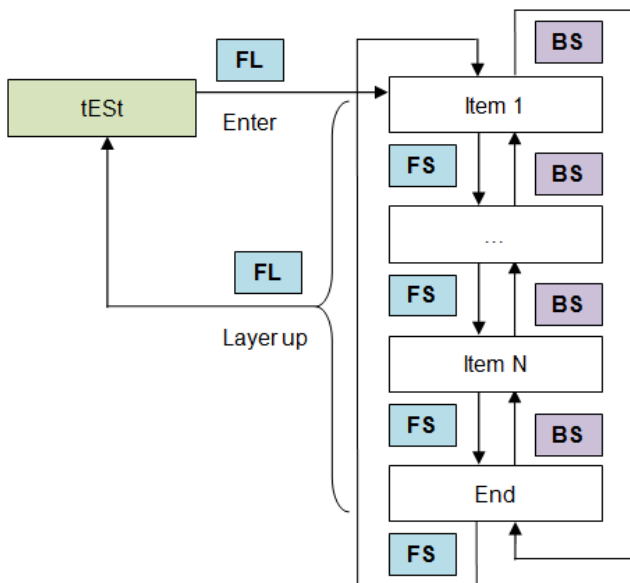 BS
FL
tESt
Item 1
Enter
FS
BS
...
FL
FS
BS
Layer up
Item N
FS
BS
End
FS